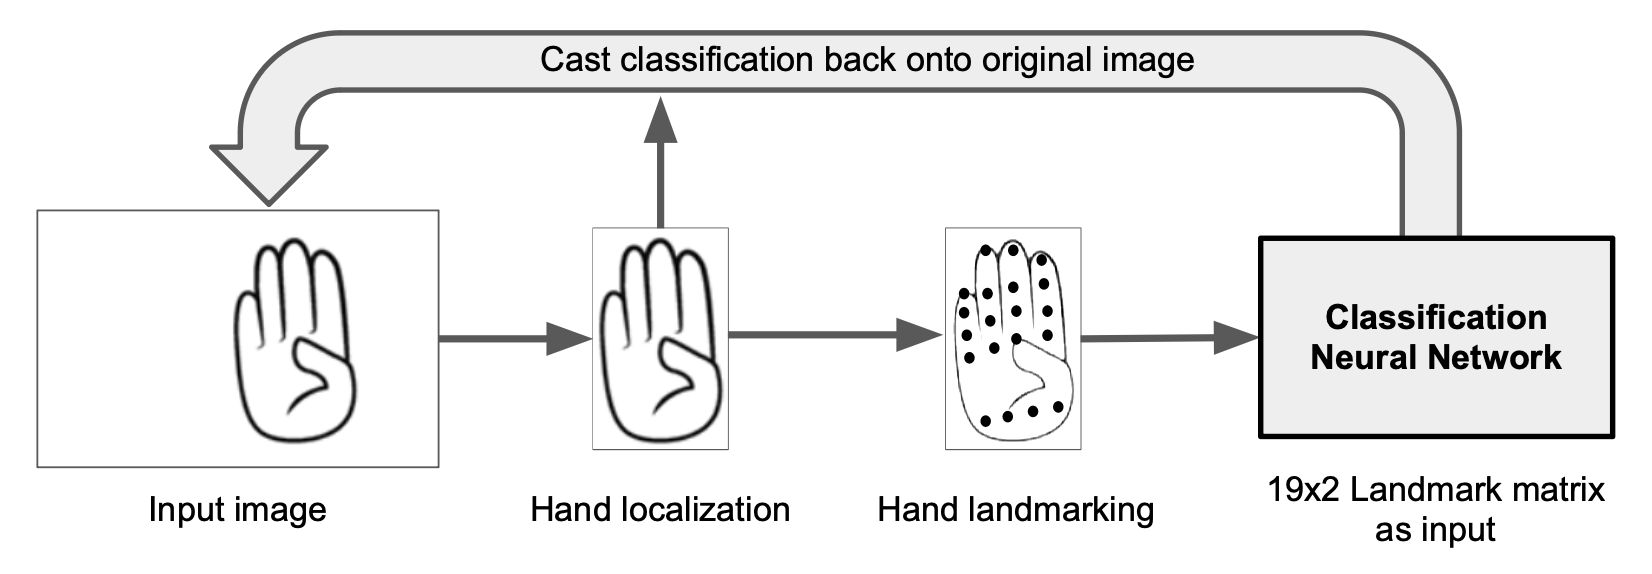 Cast classification back onto original image
Classification
Neural Network
Input image
Hand localization
Hand landmarking
19x2 Landmark matrix
as input